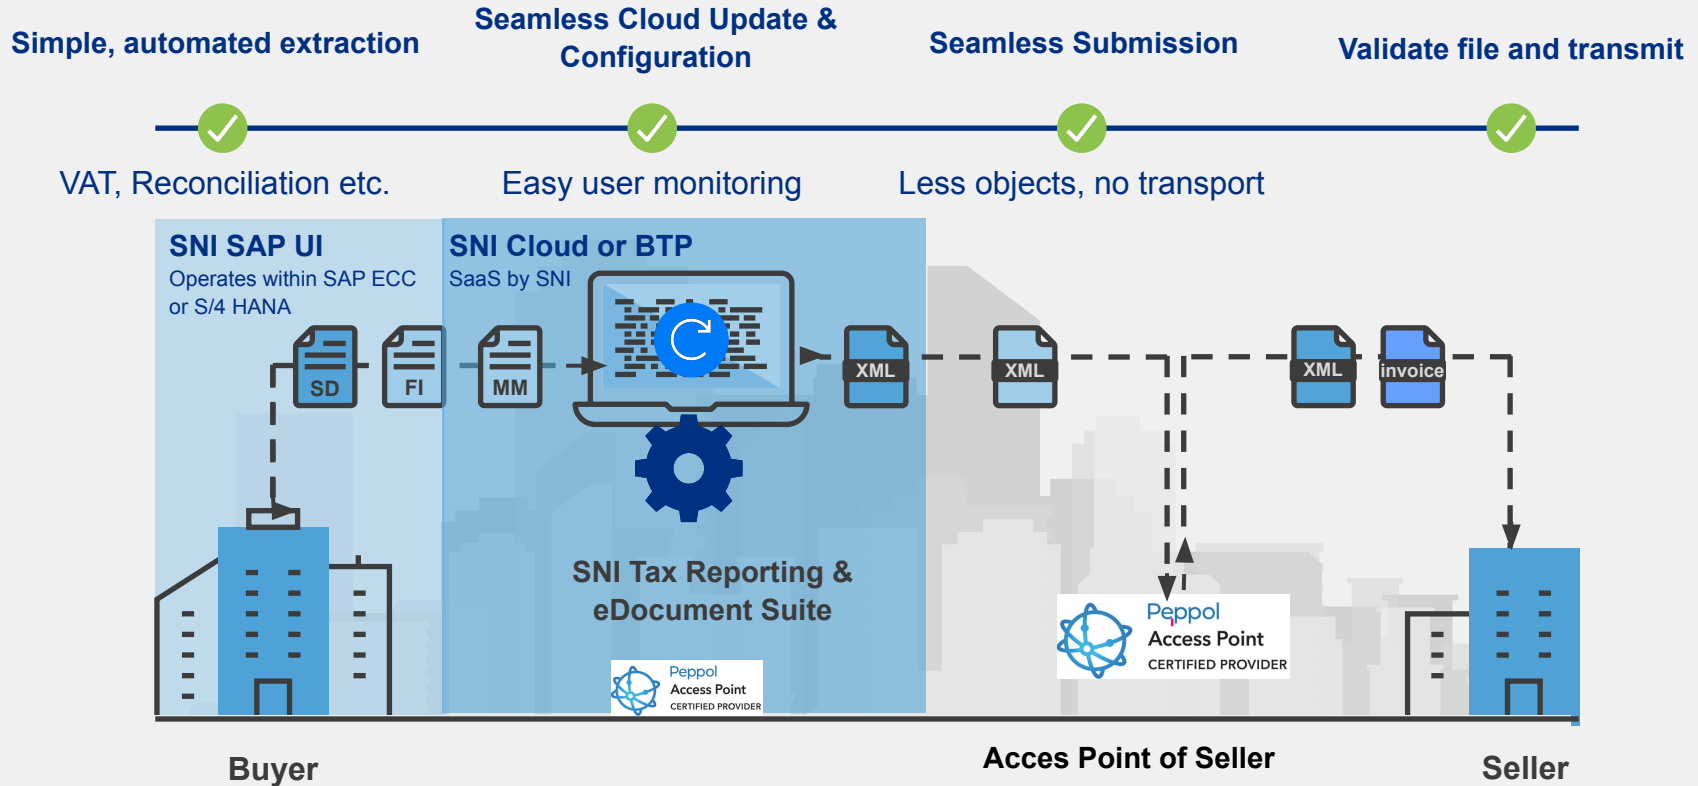 Simple, automated extraction
Seamless Cloud Update &
Configuration
Seamless Submission
Validate file and transmit
VAT, Reconciliation etc.
Easy user monitoring
Less objects, no transport
SNI SAP UI
Operates within SAP ECC
or S/4 HANA
SNI Cloud or BTP
SaaS by SNI
SD
FI
MM
XML
XML
XML
invoice
SNI Tax Reporting &
eDocument Suite
Peppol
Access Point
CERTIFIED PROVIDER
Peppol
Access Point
CERTIFIED PROVIDER
Buyer
Acces Point of Seller
Seller